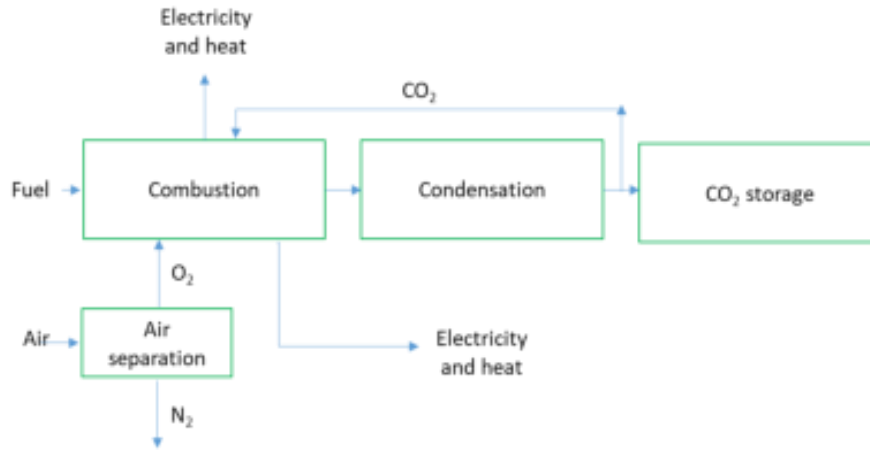 Electricity
and heat
CO₂
Fuel
Combustion
Condensation
CO₂ storage
O₂
Air
Air
separation
Electricity
and heat
N₂